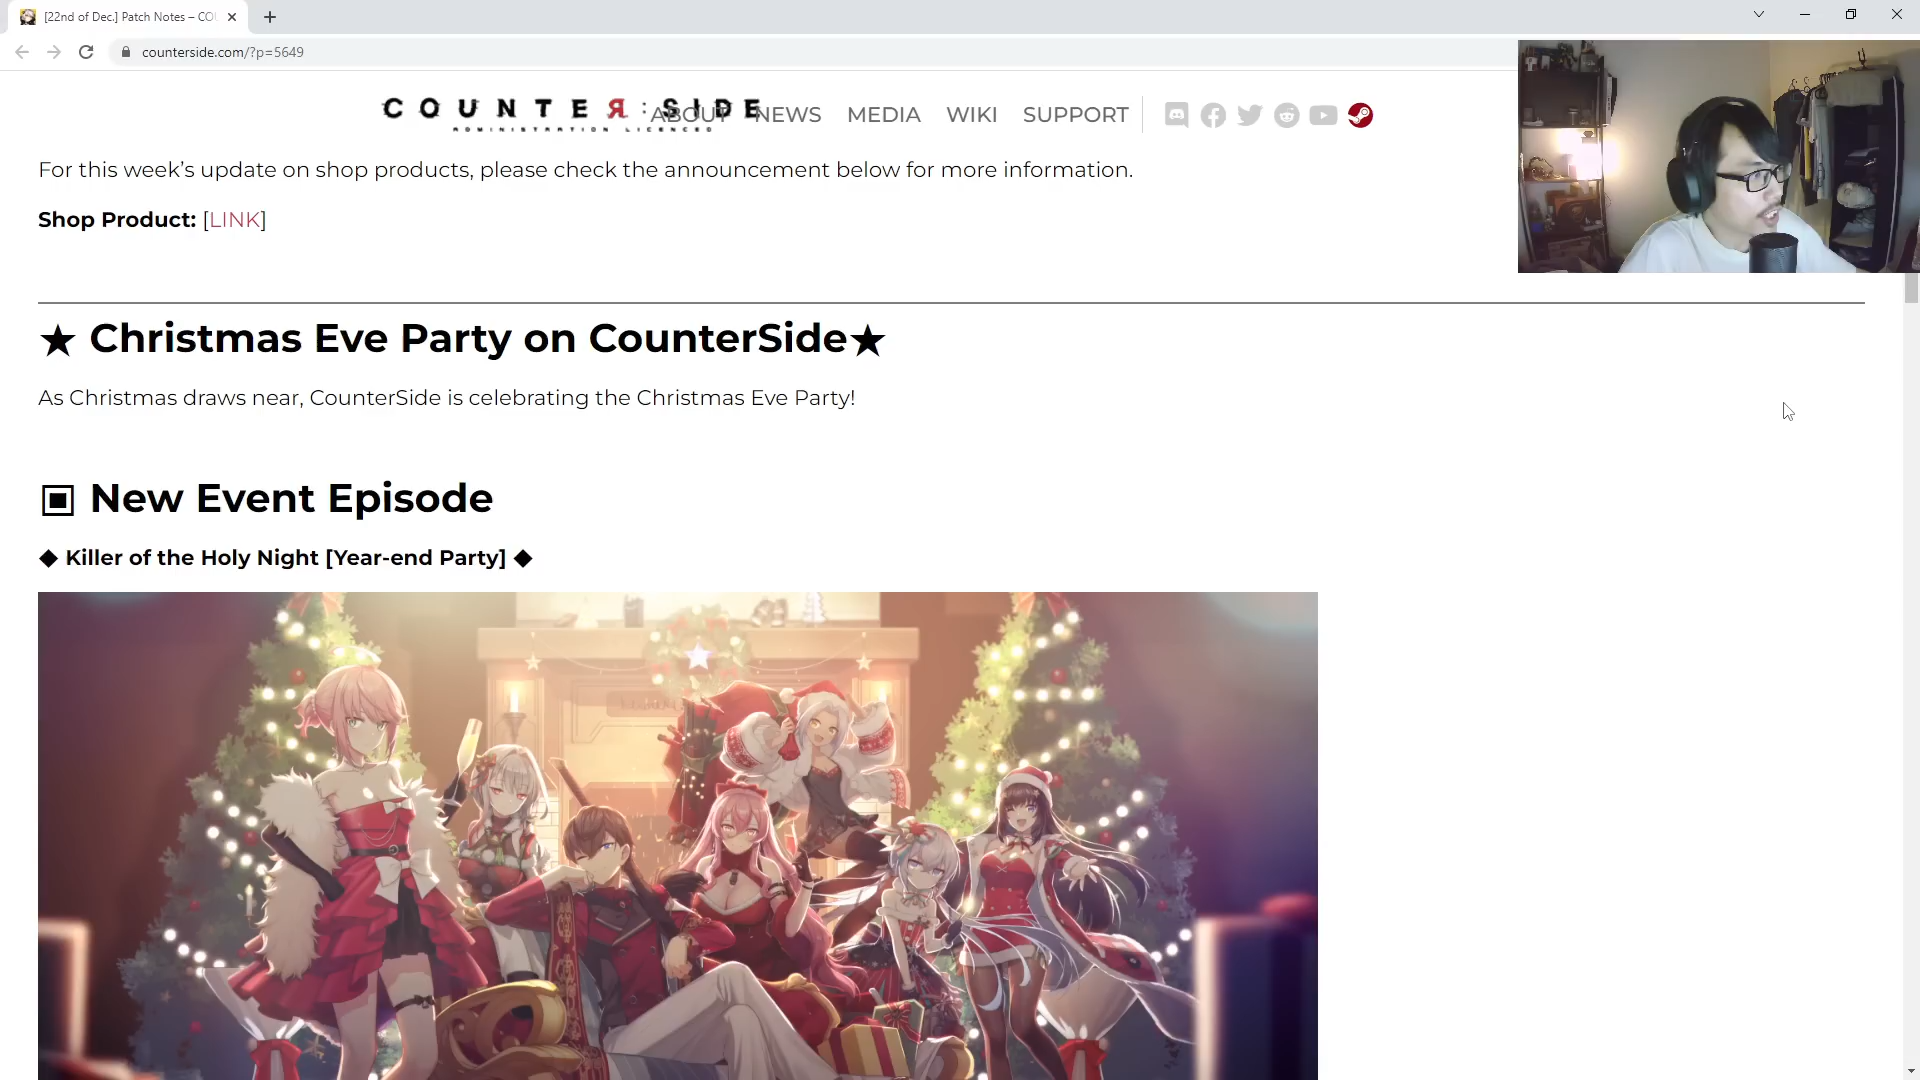 [22nd of Dec.] Patch Notes – COU
counterside.com/?p=5649
COUNTER:SIDE
ADMINISTRATION LICENCED
ABOUT NEWS MEDIA WIKI SUPPORT
For this week’s update on shop products, please check the announcement below for more information.
Shop Product: [LINK]
★ Christmas Eve Party on CounterSide★
As Christmas draws near, CounterSide is celebrating the Christmas Eve Party!
▣ New Event Episode
◆ Killer of the Holy Night [Year-end Party] ◆